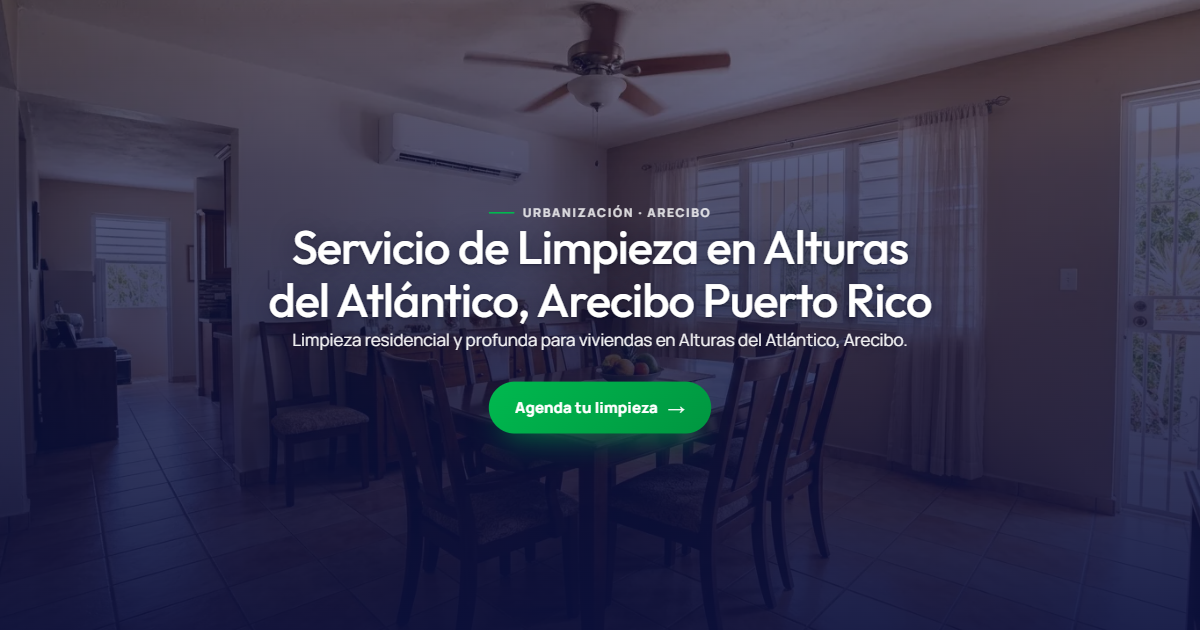 URBANIZACIÓN · ARECIBO
Servicio de Limpieza en Alturas
del Atlántico, Arecibo Puerto Rico
Limpieza residencial y profunda para viviendas en Alturas del Atlántico, Arecibo.
Agenda tu limpieza →